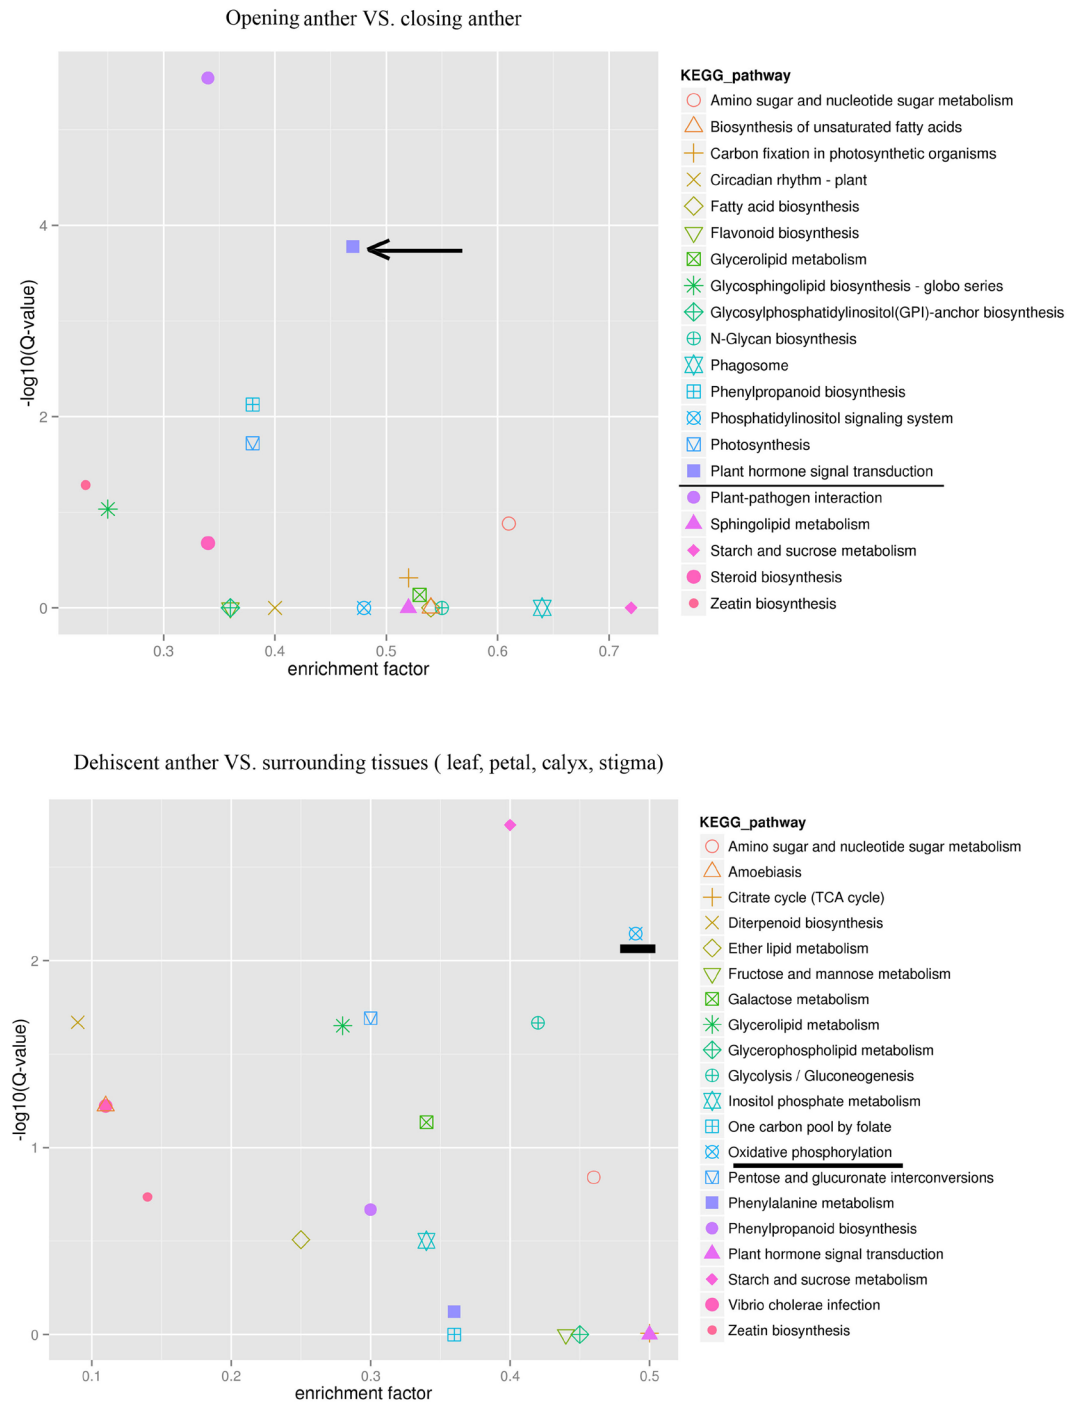 Opening anther VS. closing anther
KEGG_pathway
Amino sugar and nucleotide sugar metabolism
Biosynthesis of unsaturated fatty acids
Carbon fixation in photosynthetic organisms
Circadian rhythm - plant
Fatty acid biosynthesis
Flavonoid biosynthesis
Glycerolipid metabolism
Glycosphingolipid biosynthesis - globo series
Glycosylphosphatidylinositol(GPI)-anchor biosynthesis
N-Glycan biosynthesis
Phagosome
Phenylpropanoid biosynthesis
Phosphatidylinositol signaling system
Photosynthesis
Plant hormone signal transduction
Plant-pathogen interaction
Sphingolipid metabolism
Starch and sucrose metabolism
Steroid biosynthesis
Zeatin biosynthesis
-log10(Q-value)
4
2
0
0.3 0.4 0.5 0.6 0.7
enrichment factor
Dehiscent anther VS. surrounding tissues ( leaf, petal, calyx, stigma)
KEGG_pathway
Amino sugar and nucleotide sugar metabolism
Amoebiasis
Citrate cycle (TCA cycle)
Diterpenoid biosynthesis
Ether lipid metabolism
Fructose and mannose metabolism
Galactose metabolism
Glycerolipid metabolism
Glycerophospholipid metabolism
Glycolysis / Gluconeogenesis
Inositol phosphate metabolism
One carbon pool by folate
Oxidative phosphorylation
Pentose and glucuronate interconversions
Phenylalanine metabolism
Phenylpropanoid biosynthesis
Plant hormone signal transduction
Starch and sucrose metabolism
Vibrio cholerae infection
Zeatin biosynthesis
-log10(Q-value)
2
1
0
0.1 0.2 0.3 0.4 0.5
enrichment factor